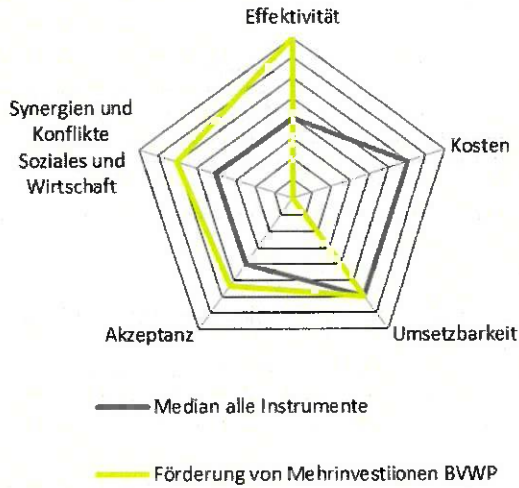 Effektivität
Synergien und
Konflikte
Soziales und
Wirtschaft
Kosten
Akzeptanz
Umsetzbarkeit
Median alle Instrumente
Förderung von Mehrinvestiionen BVWP